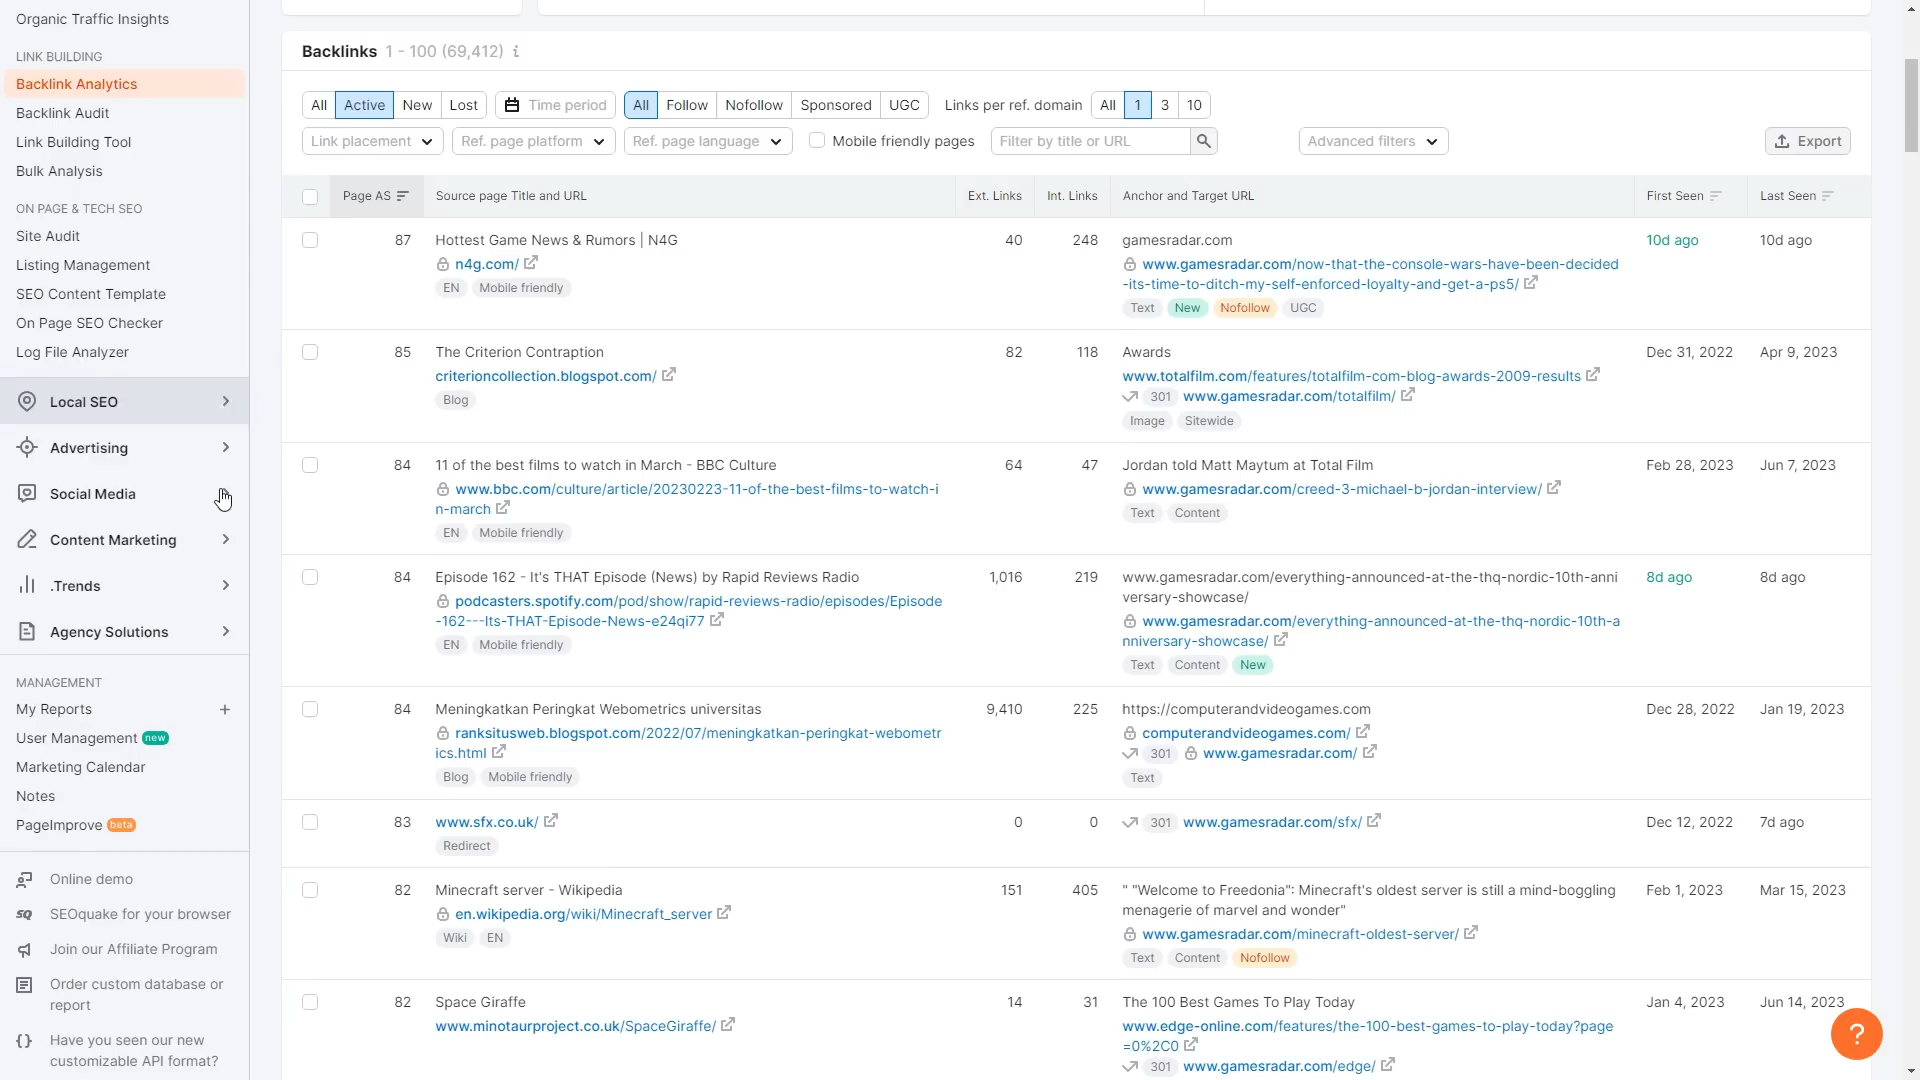 Organic Traffic Insights
LINK BUILDING
Backlink Analytics
Backlink Audit
Link Building Tool
Bulk Analysis
ON PAGE & TECH SEO
Site Audit
Listing Management
SEO Content Template
On Page SEO Checker
Log File Analyzer
Local SEO
Advertising
Social Media
Content Marketing
.Trends
Agency Solutions
MANAGEMENT
My Reports +
User Management new
Marketing Calendar
Notes
PageImprove beta
Online demo
SEOquake for your browser
Join our Affiliate Program
Order custom database or
report
Have you seen our new
customizable API format?
Backlinks 1 - 100 (69,412) i
All Active New Lost Time period All Follow Nofollow Sponsored UGC Links per ref. domain All 1 3 10
Link placement Ref. page platform Ref. page language Mobile friendly pages Filter by title or URL Advanced filters Export
Page AS Source page Title and URL Ext. Links Int. Links Anchor and Target URL First Seen Last Seen
87 Hottest Game News & Rumors | N4G 40 248 gamesradar.com 10d ago 10d ago
n4g.com/ www.gamesradar.com/now-that-the-console-wars-have-been-decided
-its-time-to-ditch-my-self-enforced-loyalty-and-get-a-ps5/
EN Mobile friendly
Text New Nofollow UGC
85 The Criterion Contraption 82 118 Awards Dec 31, 2022 Apr 9, 2023
criterioncollection.blogspot.com/ www.totalfilm.com/features/totalfilm-com-blog-awards-2009-results
301 www.gamesradar.com/totalfilm/
Blog
Image Sitewide
84 11 of the best films to watch in March - BBC Culture 64 47 Jordan told Matt Maytum at Total Film Feb 28, 2023 Jun 7, 2023
www.bbc.com/culture/article/20230223-11-of-the-best-films-to-watch-i www.gamesradar.com/creed-3-michael-b-jordan-interview/
n-march
Text Content
EN Mobile friendly
84 Episode 162 - It's THAT Episode (News) by Rapid Reviews Radio 1,016 219 www.gamesradar.com/everything-announced-at-the-thq-nordic-10th-anni 8d ago 8d ago
versary-showcase/
podcasters.spotify.com/pod/show/rapid-reviews-radio/episodes/Episode
-162---Its-THAT-Episode-News-e24qi77 www.gamesradar.com/everything-announced-at-the-thq-nordic-10th-a
nniversary-showcase/
EN Mobile friendly
Text Content New
84 Meningkatkan Peringkat Webometrics universitas 9,410 225 https://computerandvideogames.com Dec 28, 2022 Jan 19, 2023
ranksitusweb.blogspot.com/2022/07/meningkatkan-peringkat-webometr computerandvideogames.com/
ics.html 301 www.gamesradar.com/
Blog Mobile friendly Text
83 www.sfx.co.uk/ 0 0 301 www.gamesradar.com/sfx/ Dec 12, 2022 7d ago
Redirect
82 Minecraft server - Wikipedia 151 405 " "Welcome to Freedonia": Minecraft's oldest server is still a mind-boggling Feb 1, 2023 Mar 15, 2023
menagerie of marvel and wonder"
en.wikipedia.org/wiki/Minecraft_server
www.gamesradar.com/minecraft-oldest-server/
Wiki EN
Text Content Nofollow
82 Space Giraffe 14 31 The 100 Best Games To Play Today Jan 4, 2023 Jun 14, 2023
www.minotaurproject.co.uk/SpaceGiraffe/ www.edge-online.com/features/the-100-best-games-to-play-today?page
=0%2C0
301 www.gamesradar.com/edge/
?